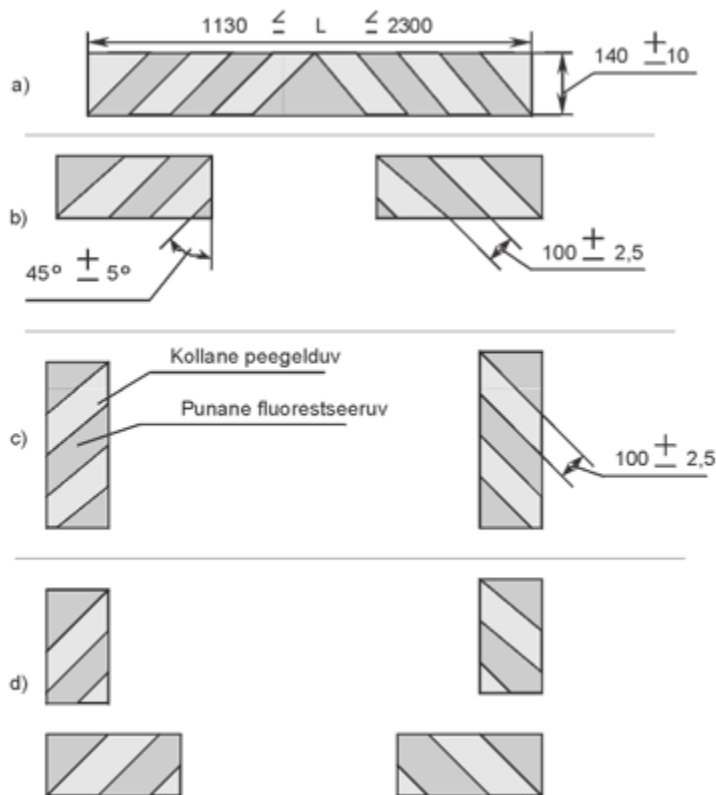 1130 ≤ L ≤ 2300
140 ± 10
a)
b)
45° ± 5°
100 ± 2,5
Kollane peegelduv
Punane fluorestseeruv
c)
100 ± 2,5
d)